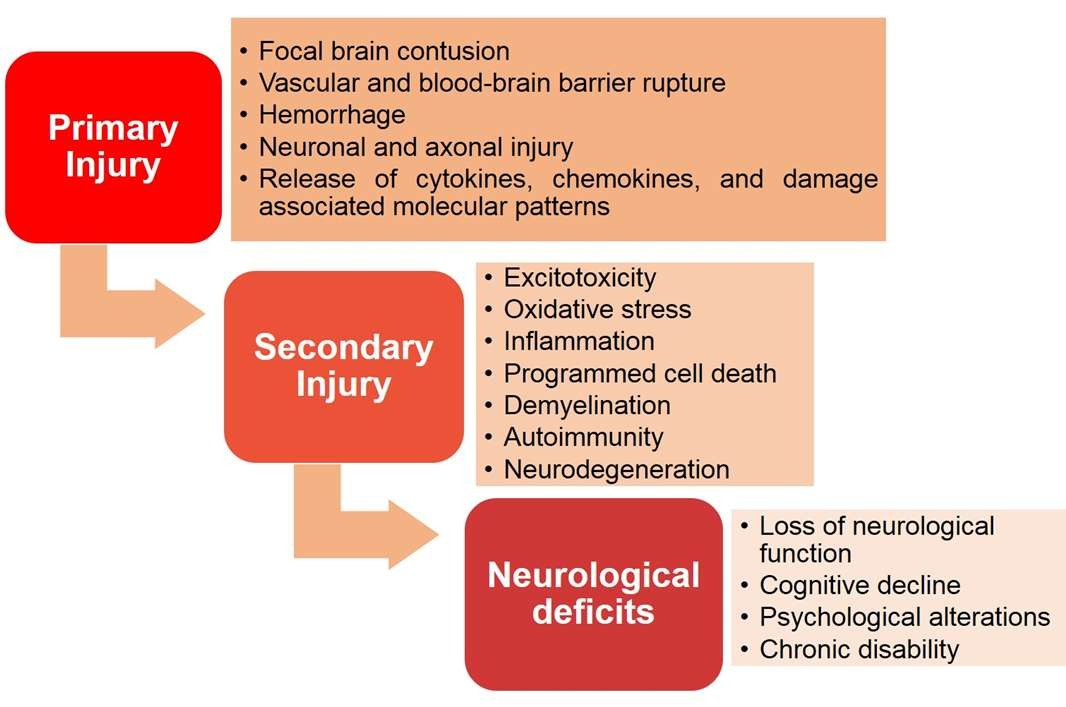 Primary
Injury
• Focal brain contusion
• Vascular and blood-brain barrier rupture
• Hemorrhage
• Neuronal and axonal injury
• Release of cytokines, chemokines, and damage
associated molecular patterns
Secondary
Injury
• Excitotoxicity
• Oxidative stress
• Inflammation
• Programmed cell death
• Demyelination
• Autoimmunity
• Neurodegeneration
Neurological
deficits
• Loss of neurological
function
• Cognitive decline
• Psychological alterations
• Chronic disability